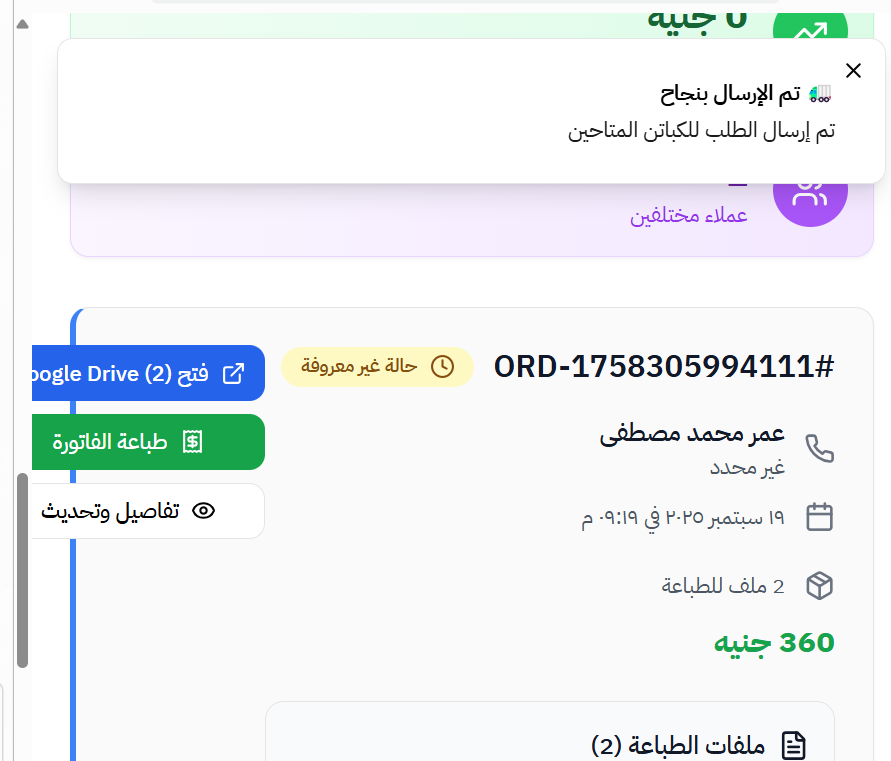 0 جنيه
تم الإرسال بنجاح
تم إرسال الطلب للكباتن المتاحين
عملاء مختلفين
ORD-1758305994111#
حالة غير معروفة
فتح oogle Drive (2)
عمر محمد مصطفى
طباعة الفاتورة
غير محدد
تفاصيل وتحديث
١٩ سبتمبر ٢٠٢٥ في ٠٩:١٩ م
2 ملف للطباعة
360 جنيه
ملفات الطباعة (2)